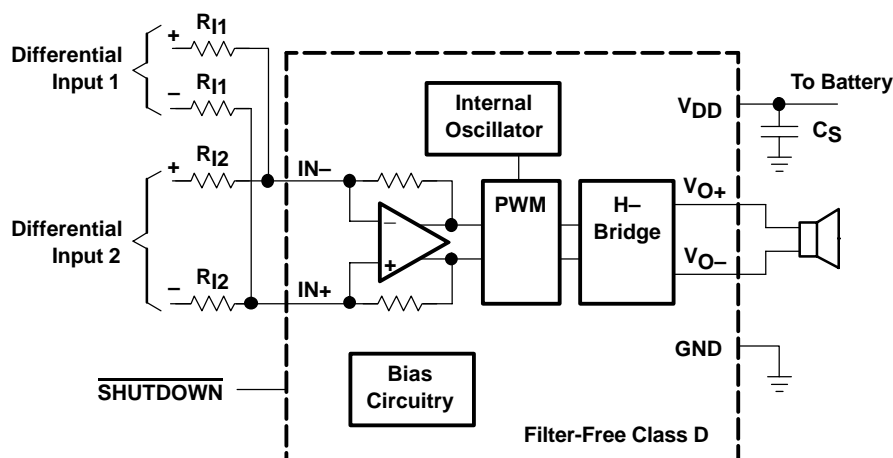 Differential
Input 1
+
RI1
−
RI1
Differential
Input 2
+
RI2
−
RI2
IN−
IN+
SHUTDOWN
−
+
Internal
Oscillator
PWM
H−
Bridge
Bias
Circuitry
VDD
To Battery
CS
VO+
VO−
GND
Filter-Free Class D